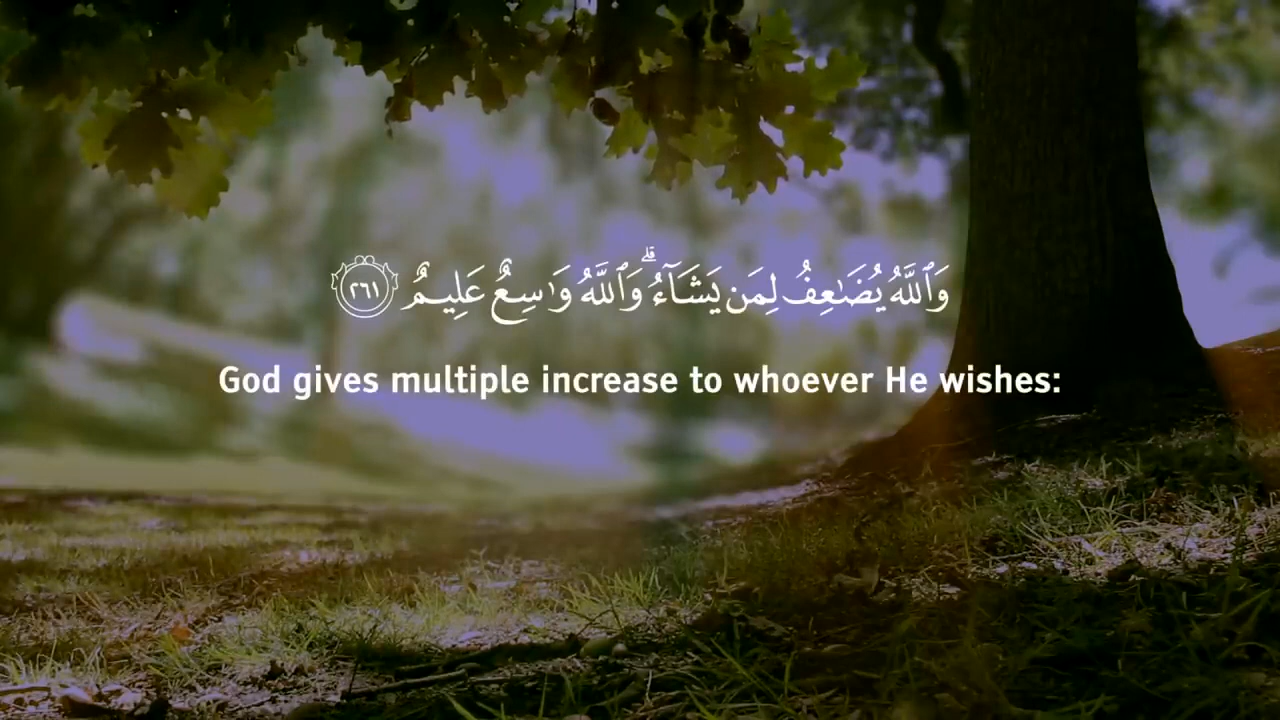 وَٱللَّهُ يُضَـٰعِفُ لِمَن يَشَآءُ ۗ وَٱللَّهُ وَٰسِعٌ عَلِيمٌ ٢٦١
God gives multiple increase to whoever He wishes: